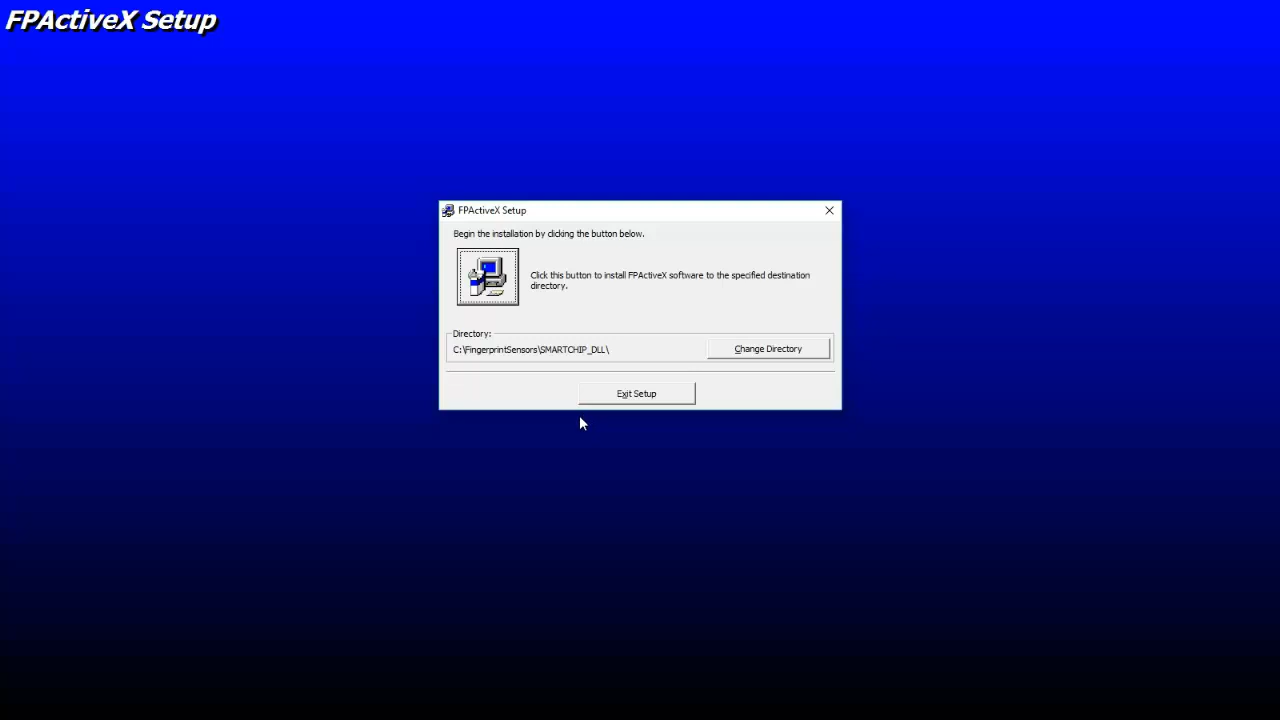 FPActiveX Setup
FPActiveX Setup
Begin the installation by clicking the button below.
Click this button to install FPActiveX software to the specified destination
directory.
Directory:
C:\FingerprintSensors\SMARTCHIP_DLL\
Change Directory
Exit Setup